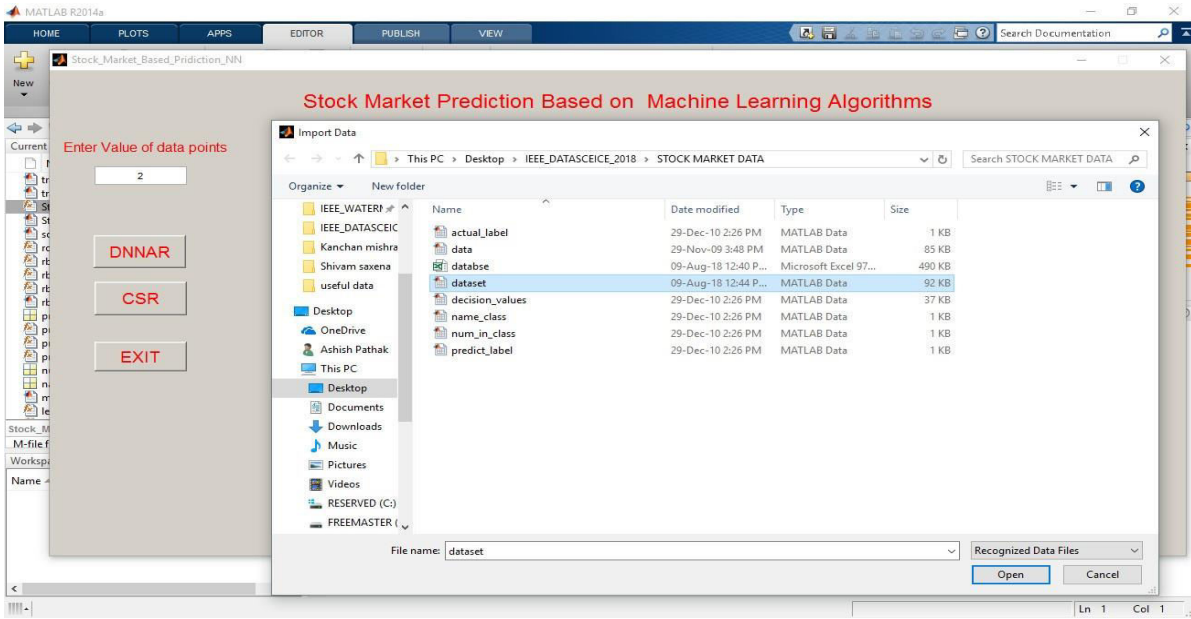 MATLAB R2014a
HOME PLOTS APPS EDITOR PUBLISH VIEW
Search Documentation
New
Stock_Market_Based_Pridiction_NN
Stock Market Prediction Based on Machine Learning Algorithms
Current
Enter Value of data points
2
DNNAR
CSR
EXIT
Stock_M
M-file f
Workspa
Name
Import Data
This PC > Desktop > IEEE_DATASCEICE_2018 > STOCK MARKET DATA
Search STOCK MARKET DATA
Organize New folder
IEEE_WATER
IEEE_DATASCEIC
Kanchan mishra
Shivam saxena
useful data
Desktop
OneDrive
Ashish Pathak
This PC
Desktop
Documents
Downloads
Music
Pictures
Videos
RESERVED (C:)
FREEMASTER (
Name Date modified Type Size
actual_label 29-Dec-10 2:26 PM MATLAB Data 1 KB
data 29-Nov-09 3:48 PM MATLAB Data 85 KB
databse 09-Aug-18 12:40 P... Microsoft Excel 97... 490 KB
dataset 09-Aug-18 12:44 P... MATLAB Data 92 KB
decision_values 29-Dec-10 2:26 PM MATLAB Data 37 KB
name_class 29-Dec-10 2:26 PM MATLAB Data 1 KB
num_in_class 29-Dec-10 2:26 PM MATLAB Data 1 KB
predict_label 29-Dec-10 2:26 PM MATLAB Data 1 KB
File name: dataset
Recognized Data Files
Open Cancel
Ln 1 Col 1